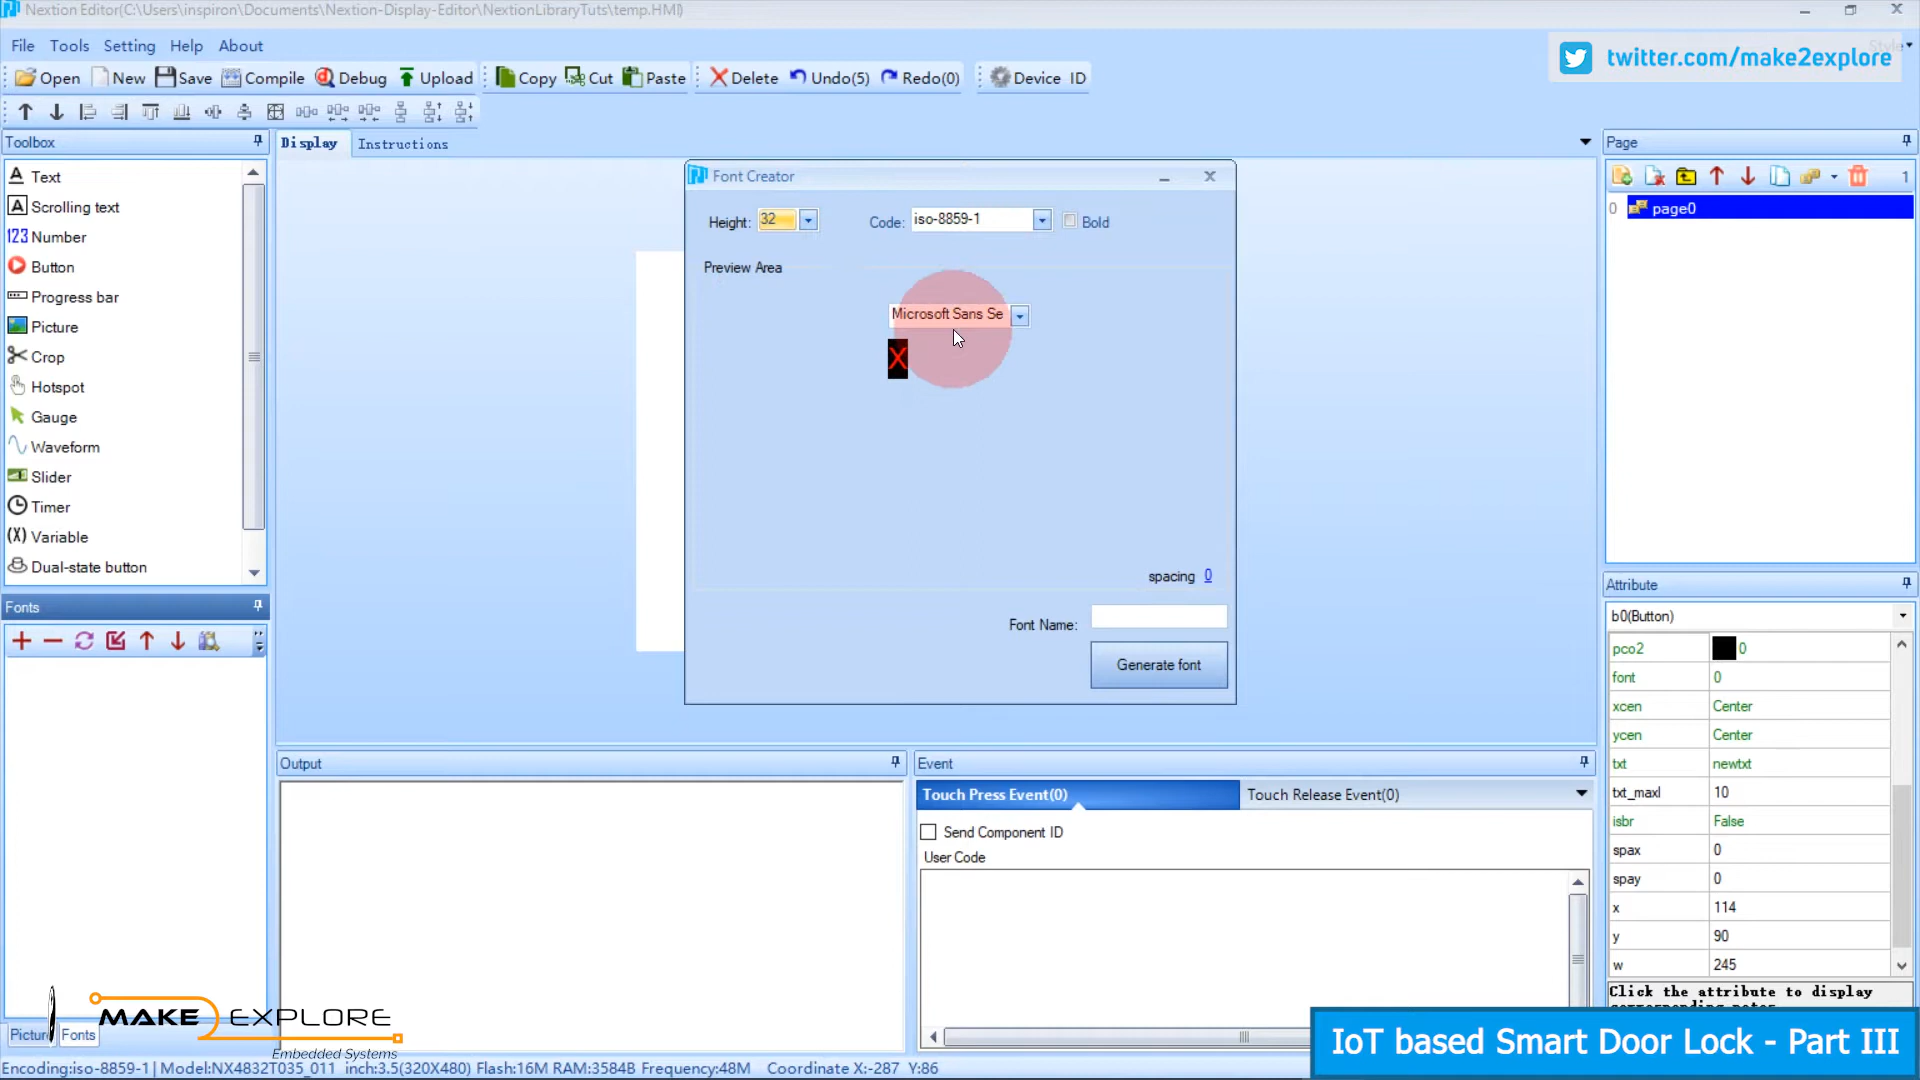 Nextion Editor(C:\Users\inspiron\Documents\Nextion-Display-Editor\NextionLibraryTuts\temp.HMI)
File Tools Setting Help About
Style
twitter.com/make2explore
Open New Save Compile Debug Upload Copy Cut Paste Delete Undo(5) Redo(0) Device ID
Toolbox
Text
Scrolling text
Number
Button
Progress bar
Picture
Crop
Hotspot
Gauge
Waveform
Slider
Timer
Variable
Dual-state button
Fonts
Picture Fonts
Display Instructions
Font Creator
Height: 32 Code: iso-8859-1 Bold
Preview Area
Microsoft Sans Se
X
spacing 0
Font Name:
Generate font
Output
Event
Touch Press Event(0) Touch Release Event(0)
Send Component ID
User Code
Page
1
0 page0
Attribute
b0(Button)
pco2 0
font 0
xcen Center
ycen Center
txt newtxt
txt_maxl 10
isbr False
spax 0
spay 0
x 114
y 90
w 245
Click the attribute to display
MAKE 2 EXPLORE
Embedded Systems
IoT based Smart Door Lock - Part III
Encoding:iso-8859-1 Model:NX4832T035_011 inch:3.5(320X480) Flash:16M RAM:3584B Frequency:48M Coordinate X:-287 Y:86